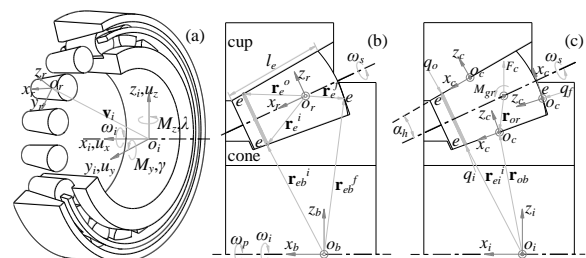 (a)
z_r
o_r
x_r
y_r
v_i
z_i,u_z
ω_i
M_z,λ
x_i,u_x
o_i
y_i,u_y
M_y,γ
(b)
cup
l_e
ω_s
z_r
e
r_e^o
r_e^f
e
x_r
o_r
r_e^i
e
cone
r_eb^i
r_eb^f
z_b
ω_p
ω_i
x_b
o_b
(c)
q_o
z_c
x_c
o_c
F_c
ω_s
x_c
e
M_gr
z_c
e
q_f
o_c
α_h
z_c
r_or
e
x_c
o_c
q_i
r_ei^i
r_ob
z_i
x_i
o_i